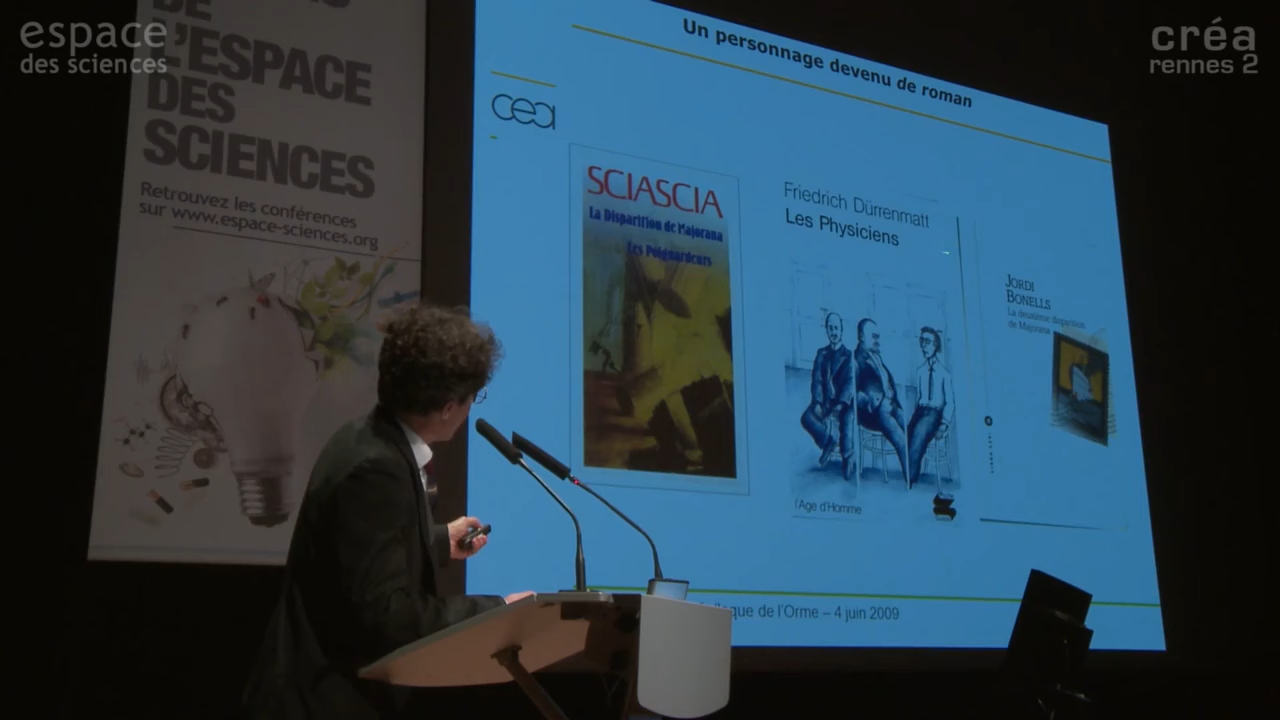 espace
des sciences
créa
rennes 2
DE
L'ESPACE
DES
SCIENCES
Retrouvez les conférences
sur www.espace-sciences.org
Un personnage devenu de roman
cea
SCIASCIA
La Disparition de Majorana
Les Poignardeurs
Friedrich Dürrenmatt
Les Physiciens
l'Age d'Homme
JORDI
BONELLS
La deuxième disparition
de Majorana
que de l'Orme – 4 juin 2009